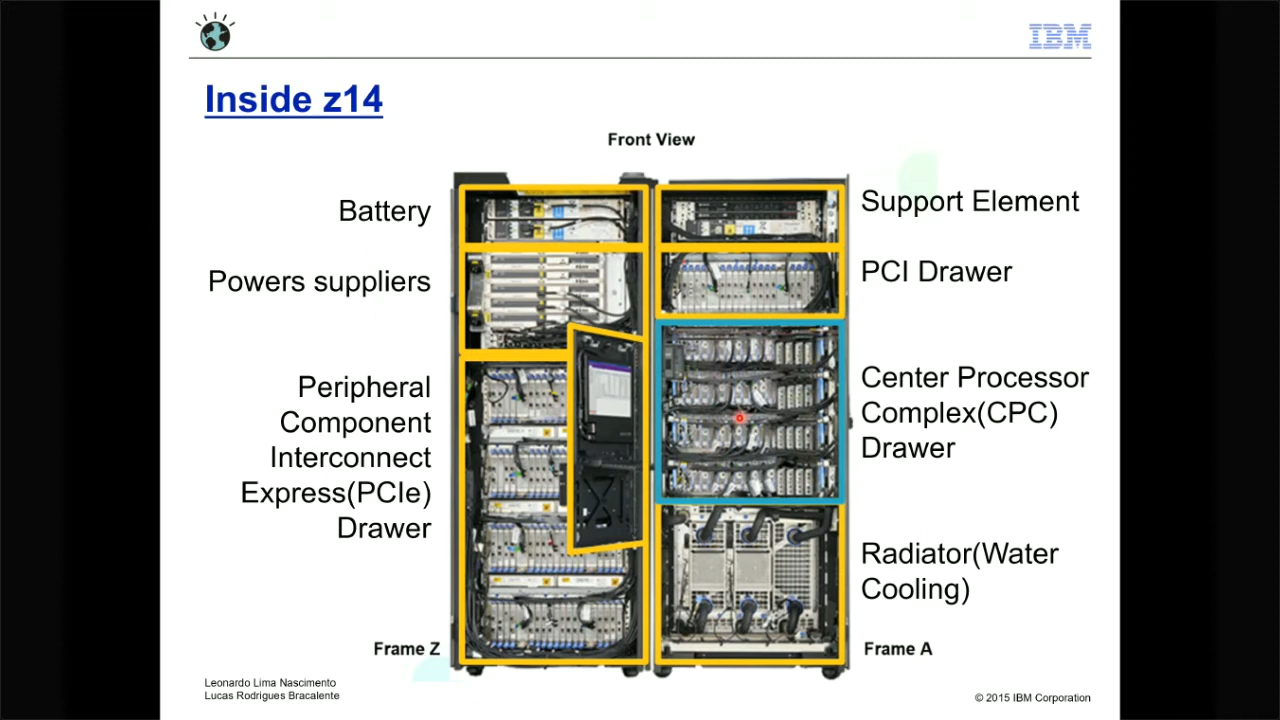 IBM
Inside z14
Front View
Battery
Powers suppliers
Peripheral
Component
Interconnect
Express(PCIe)
Drawer
Support Element
PCI Drawer
Center Processor
Complex(CPC)
Drawer
Radiator(Water
Cooling)
Frame Z
Frame A
Leonardo Lima Nascimento
Lucas Rodrigues Bracalente
© 2015 IBM Corporation